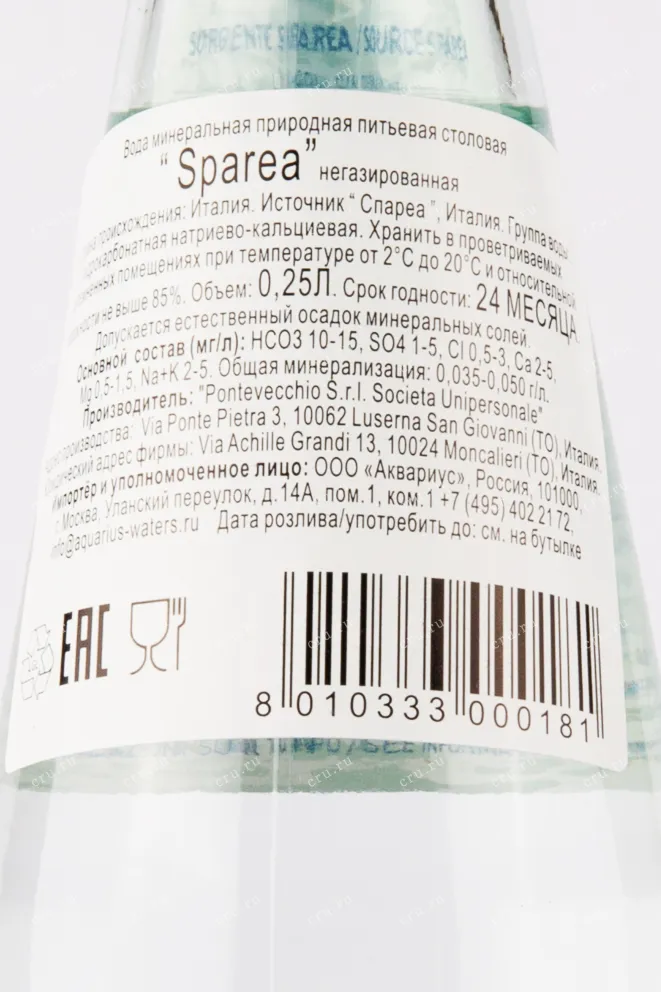 SORGENTE SPAREA / SOURCE SPAREA
Вода минеральная природная питьевая столовая
“ Sparea” негазированная
происхождения: Италия. Источник “ Спареа ”, Италия. Группа воды
натриево-кальциевая. Хранить в проветриваемых
помещениях при температуре от 2°С до 20°С и относительной
не выше 85%. Объем: 0,25Л. Срок годности: 24 МЕСЯЦА.
Допускается естественный осадок минеральных солей.
Основной состав (мг/л): HCO3 10-15, SO4 1-5, Cl 0,5-3, Ca 2-5,
Mg 0,5-1,5, Na+K 2-5. Общая минерализация: 0,035-0,050 г/л.
Производитель: "Pontevecchio S.r.l. Societa Unipersonale"
производства: Via Ponte Pietra 3, 10062 Luserna San Giovanni (TO), Италия.
адрес фирмы: Via Achille Grandi 13, 10024 Moncalieri (TO), Италия.
Импортёр и уполномоченное лицо: ООО «Аквариус», Россия, 101000,
г. Москва, Уланский переулок, д.14А, пом.1, ком.1 +7 (495) 402 21 72,
info@aquarius-waters.ru Дата розлива/употребить до: см. на бутылке
EAC
8 010333 000181
cru.ru